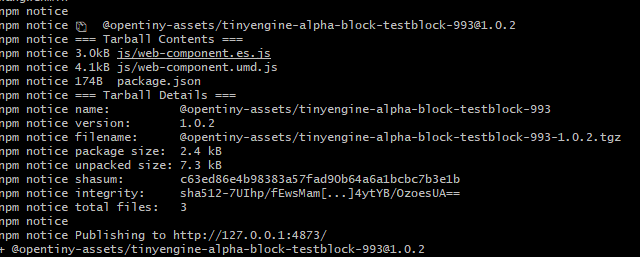 npm notice
npm notice 📦 @opentiny-assets/tinyengine-alpha-block-testblock-993@1.0.2
npm notice === Tarball Contents ===
npm notice 3.0kB js/web-component.es.js
npm notice 4.1kB js/web-component.umd.js
npm notice 174B package.json
npm notice === Tarball Details ===
npm notice name: @opentiny-assets/tinyengine-alpha-block-testblock-993
npm notice version: 1.0.2
npm notice filename: @opentiny-assets/tinyengine-alpha-block-testblock-993-1.0.2.tgz
npm notice package size: 2.4 kB
npm notice unpacked size: 7.3 kB
npm notice shasum: c63ed86e4b98383a57fad90b64a6a1bcbc7b3e1b
npm notice integrity: sha512-7UIhp/fEwsMam[...]4ytYB/OzoesUA==
npm notice total files: 3
npm notice
npm notice Publishing to http://127.0.0.1:4873/
+ @opentiny-assets/tinyengine-alpha-block-testblock-993@1.0.2